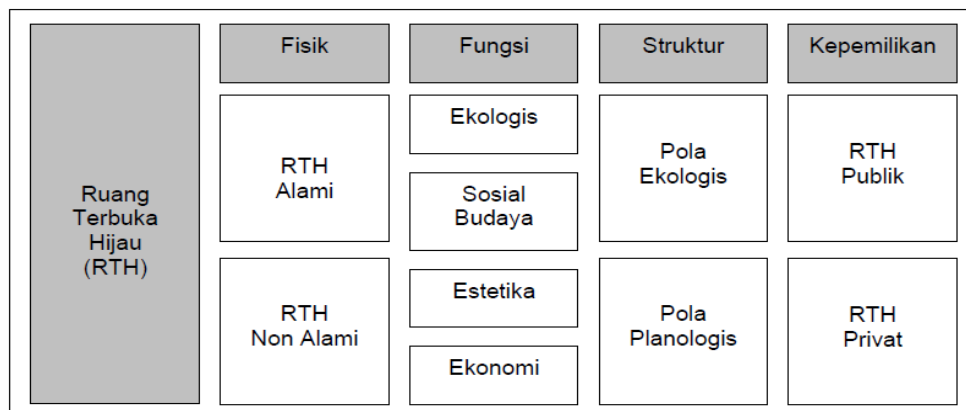 Ruang
Terbuka
Hijau
(RTH)
Fisik
RTH
Alami
RTH
Non Alami
Fungsi
Ekologis
Sosial
Budaya
Estetika
Ekonomi
Struktur
Pola
Ekologis
Pola
Planologis
Kepemilikan
RTH
Publik
RTH
Privat